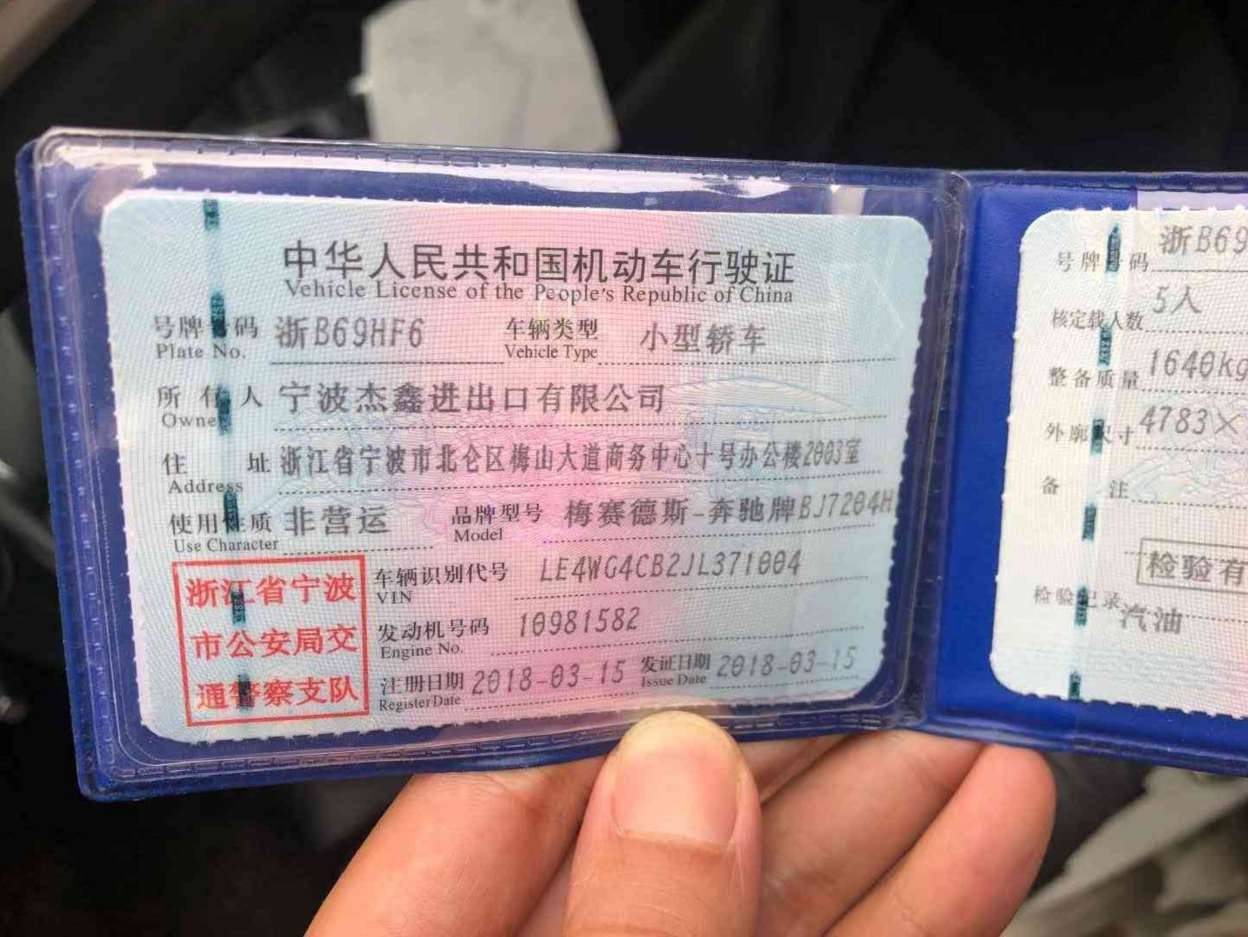 中华人民共和国机动车行驶证
Vehicle License of the People's Republic of China
号牌号码 浙B69HF6 车辆类型 小型轿车
Plate No. Vehicle Type
所有人 宁波杰鑫进出口有限公司
Owner
住址 浙江省宁波市北仑区梅山大道商务中心十号办公楼2003室
Address
使用性质 非营运 品牌型号 梅赛德斯-奔驰牌BJ7204H
Use Character Model
浙江省宁波
市公安局交
通警察支队
车辆识别代号 LE4WG4CB2JL371004
VIN
发动机号码 10981582
Engine No.
注册日期 2018-03-15 发证日期 2018-03-15
Register Date Issue Date
号牌号码 浙B69
核定载人数 5人
整备质量 1640kg
外廓尺寸 4783×
备注
检验有
检验记录 汽油